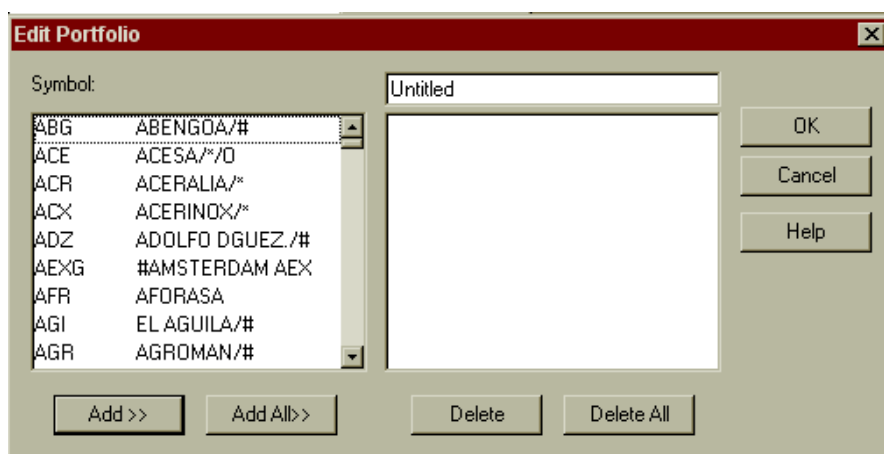 Edit Portfolio
Symbol:
Untitled
ABG ABENGOA/#
ACE ACESA/*/O
ACR ACERALIA/*
ACX ACERINOX/*
ADZ ADOLFO DGUEZ./#
AEXG #AMSTERDAM AEX
AFR AFORASA
AGI EL AGUILA/#
AGR AGROMAN/#
OK
Cancel
Help
Add >>
Add All>>
Delete
Delete All